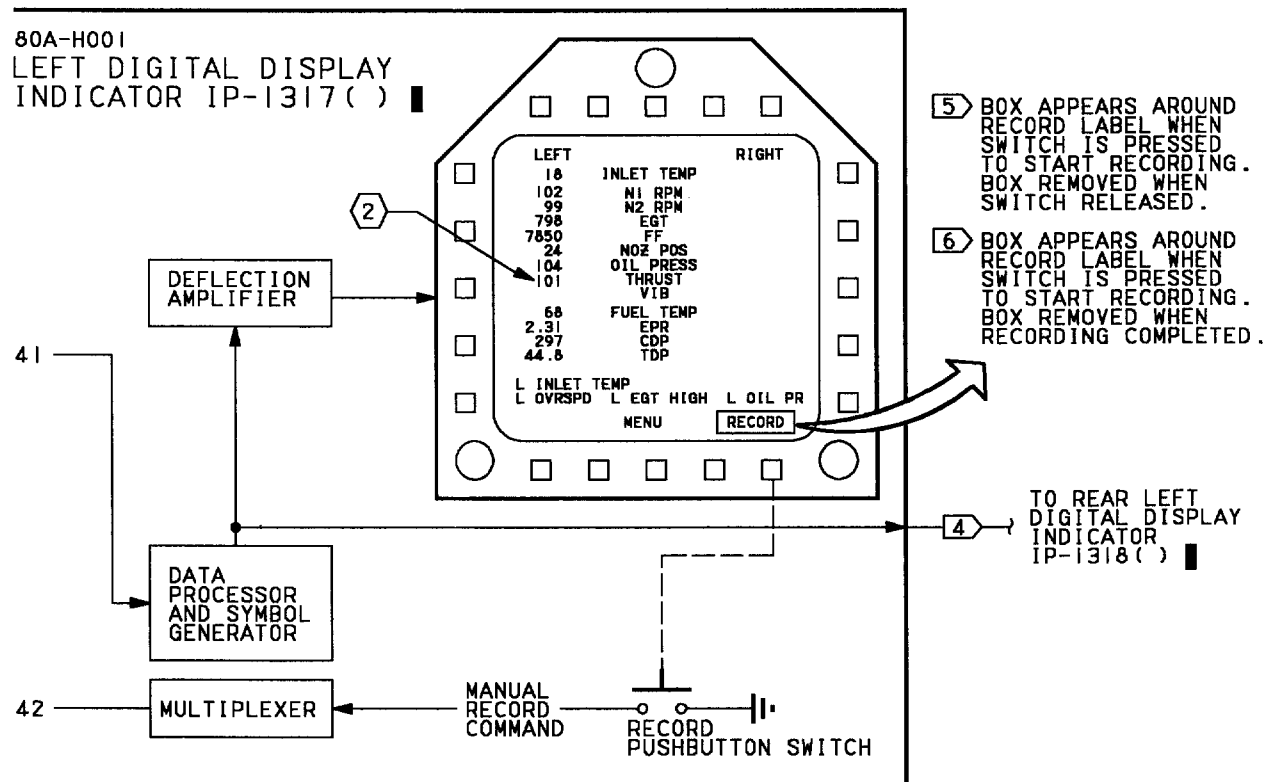 80A-H001
LEFT DIGITAL DISPLAY
INDICATOR IP-1317( )
LEFT RIGHT
18 INLET TEMP
102 N1 RPM
99 N2 RPM
798 EGT
7850 FF
24 NOZ POS
104 OIL PRESS
101 THRUST
VIB
68 FUEL TEMP
2.31 EPR
297 CDP
44.8 TDP
L INLET TEMP
L OVRSPD L EGT HIGH L OIL PR
MENU RECORD
2
5 BOX APPEARS AROUND
RECORD LABEL WHEN
SWITCH IS PRESSED
TO START RECORDING.
BOX REMOVED WHEN
SWITCH RELEASED.
6 BOX APPEARS AROUND
RECORD LABEL WHEN
SWITCH IS PRESSED
TO START RECORDING.
BOX REMOVED WHEN
RECORDING COMPLETED.
DEFLECTION
AMPLIFIER
41
4
TO REAR LEFT
DIGITAL DISPLAY
INDICATOR
IP-1318( )
DATA
PROCESSOR
AND SYMBOL
GENERATOR
42
MULTIPLEXER
MANUAL
RECORD
COMMAND
RECORD
PUSHBUTTON SWITCH